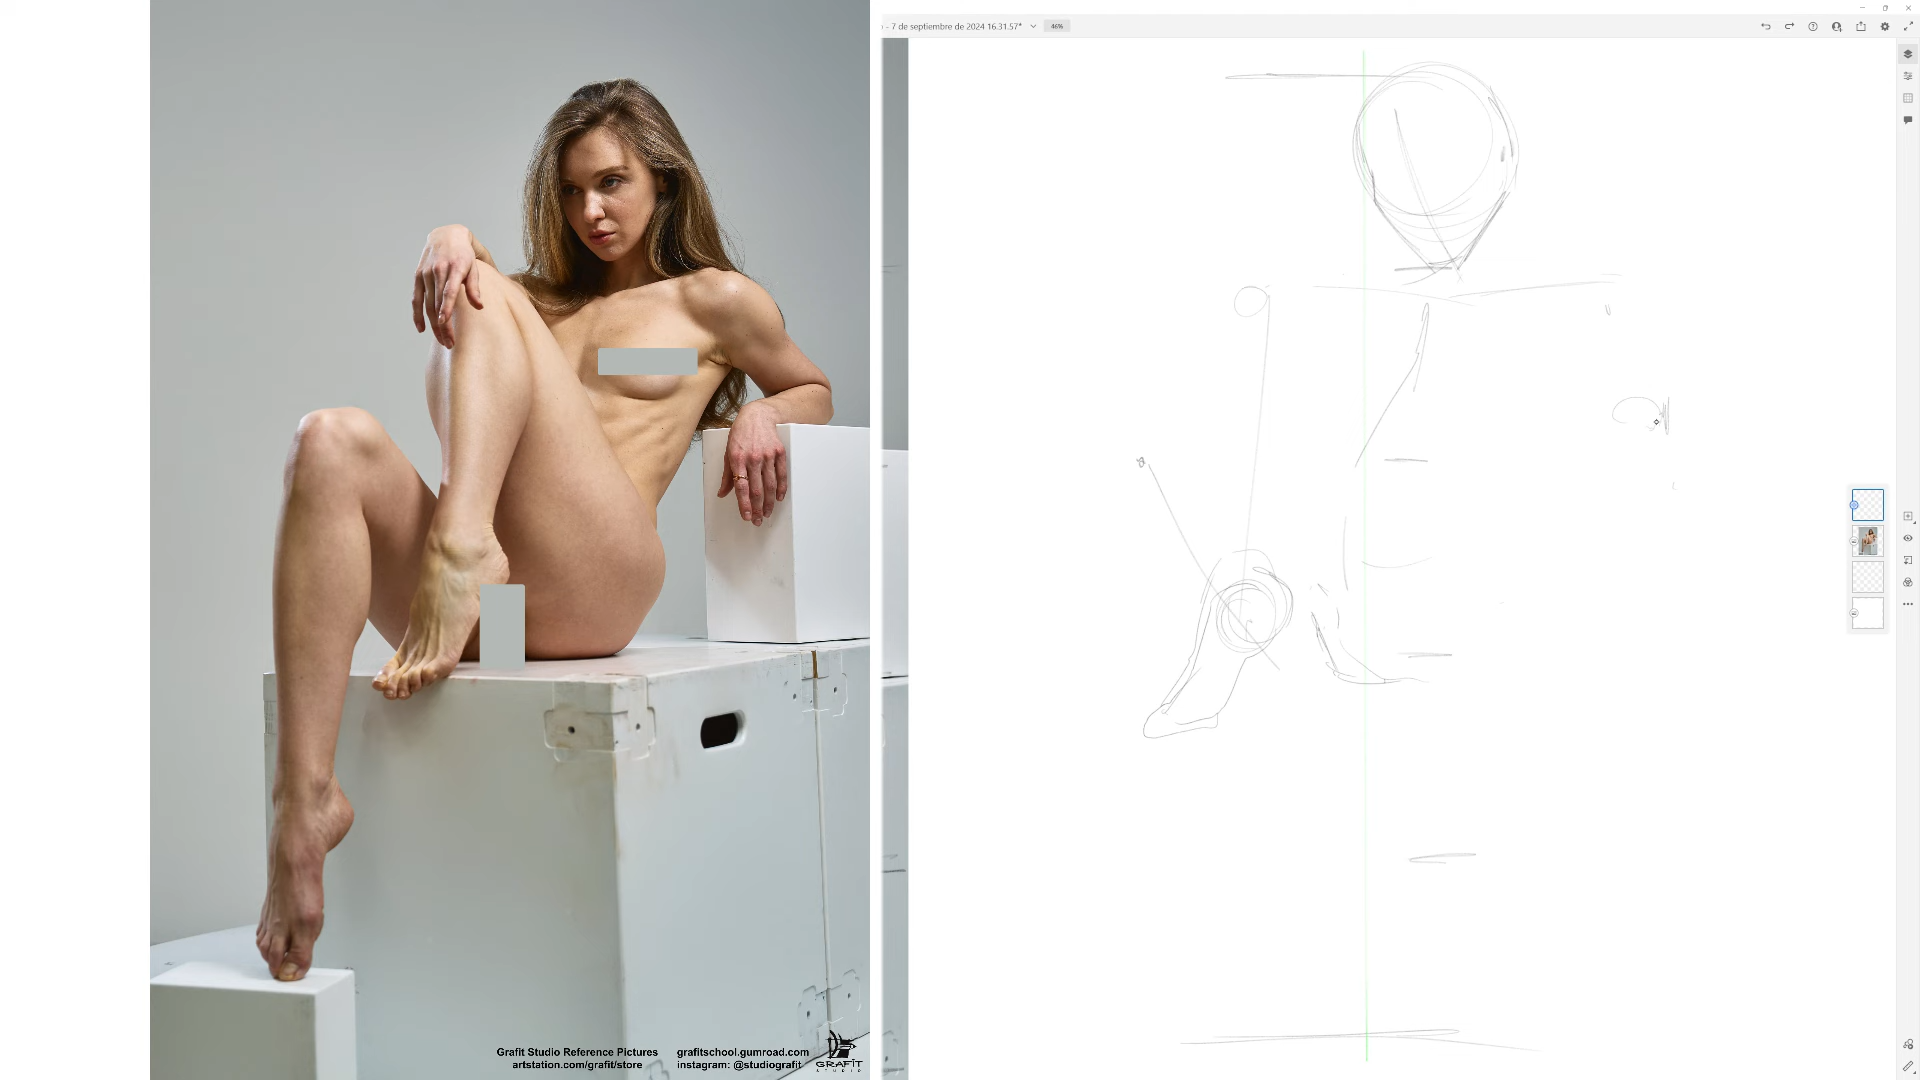 - 7 de septiembre de 2024 16.31.57*
46%
Grafit Studio Reference Pictures
artstation.com/grafit/store
grafitschool.gumroad.com
instagram: @studiografit
GRAFIT
STUDIO